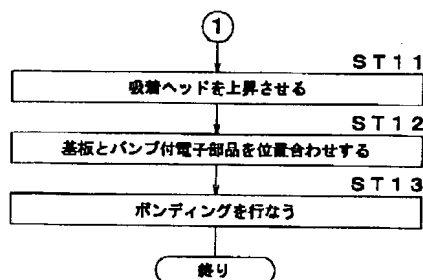 ①
ST11
吸着ヘッドを上昇させる
ST12
基板とバンプ付電子部品を位置合わせする
ST13
ボンディングを行なう
終り